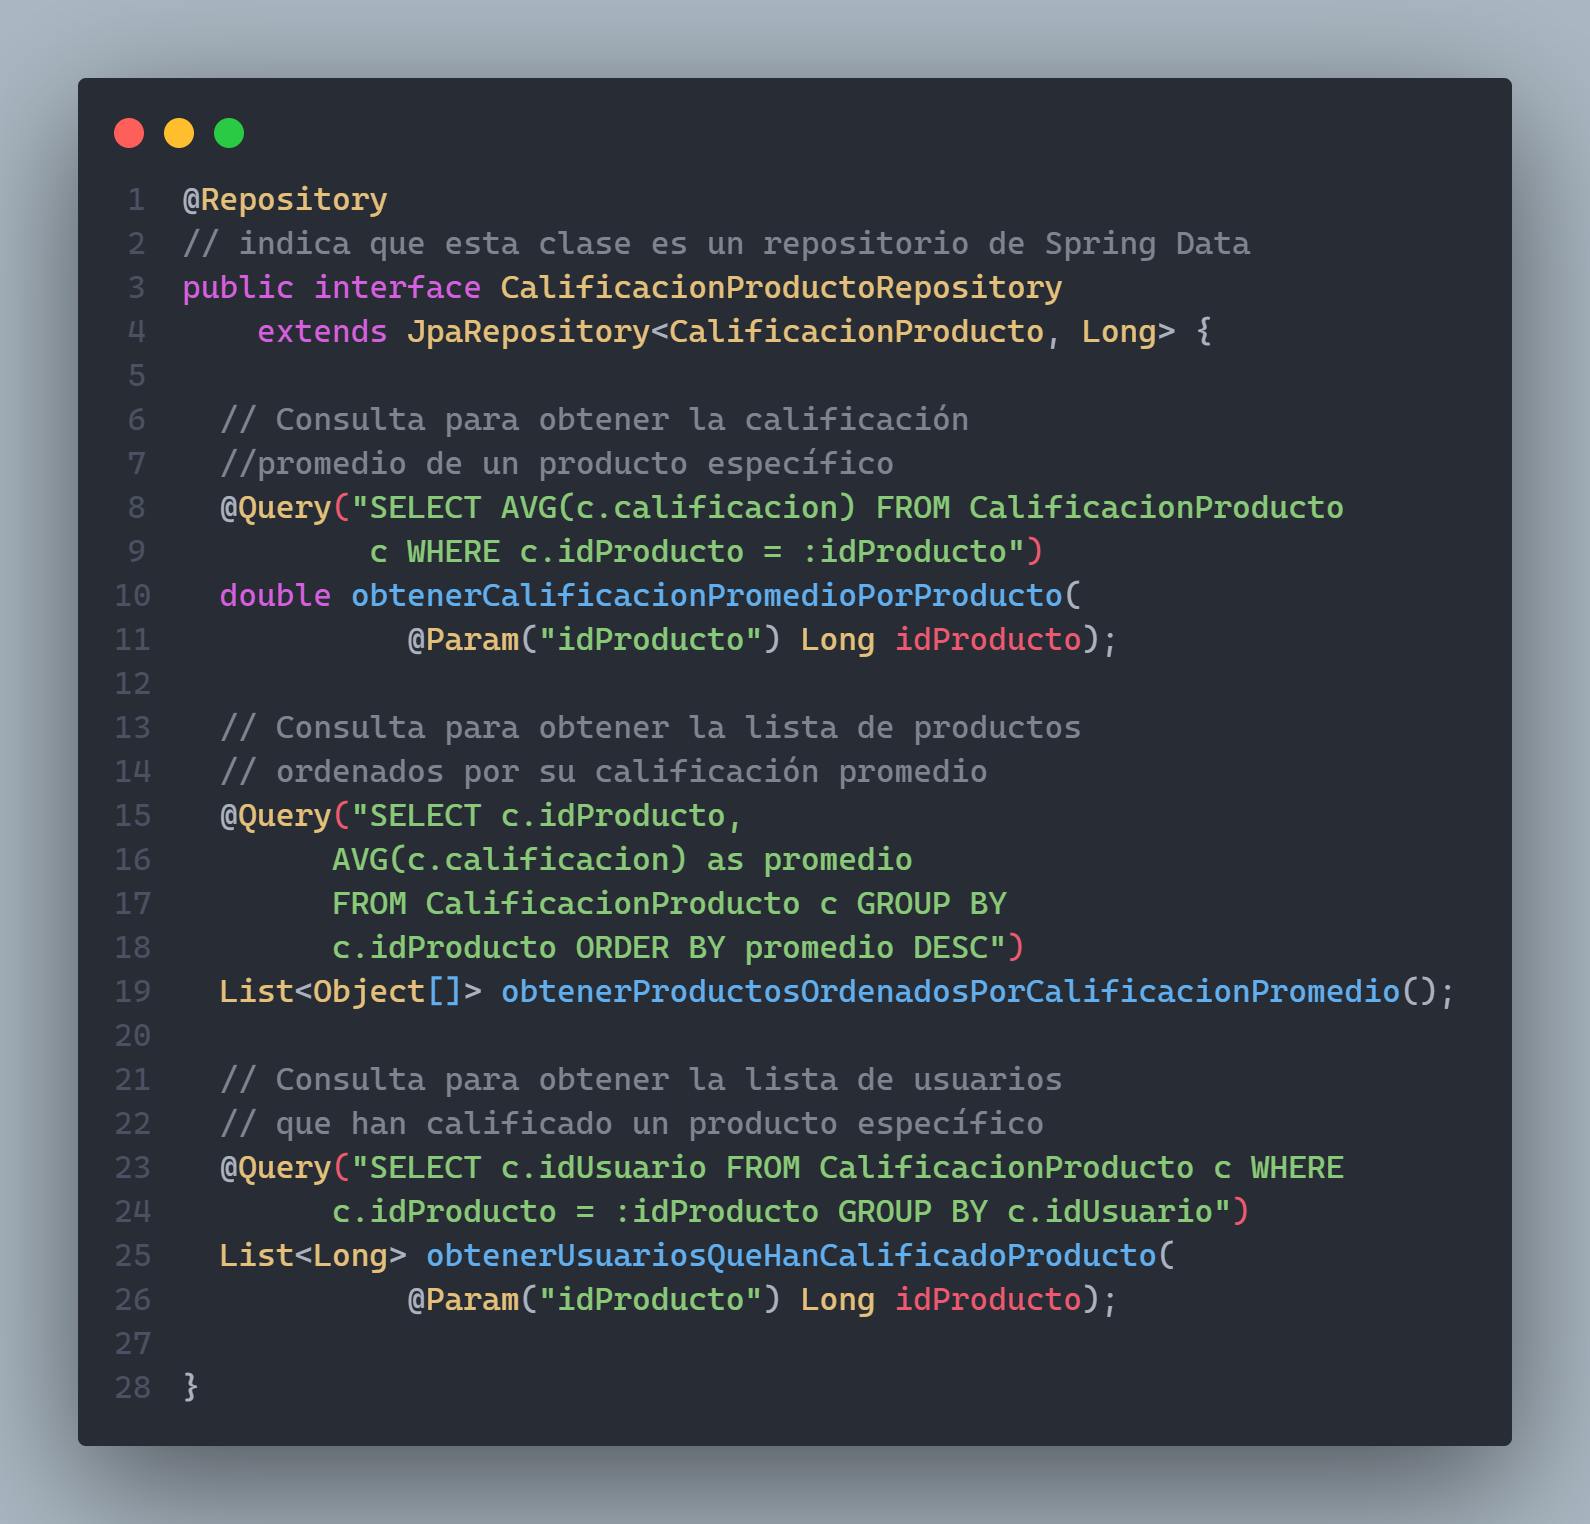 1 @Repository
2 // indica que esta clase es un repositorio de Spring Data
3 public interface CalificacionProductoRepository
4     extends JpaRepository<CalificacionProducto, Long> {
5
6   // Consulta para obtener la calificación
7   //promedio de un producto específico
8   @Query("SELECT AVG(c.calificacion) FROM CalificacionProducto
9           c WHERE c.idProducto = :idProducto")
10   double obtenerCalificacionPromedioPorProducto(
11             @Param("idProducto") Long idProducto);
12
13   // Consulta para obtener la lista de productos
14   // ordenados por su calificación promedio
15   @Query("SELECT c.idProducto,
16         AVG(c.calificacion) as promedio
17         FROM CalificacionProducto c GROUP BY
18         c.idProducto ORDER BY promedio DESC")
19   List<Object[]> obtenerProductosOrdenadosPorCalificacionPromedio();
20
21   // Consulta para obtener la lista de usuarios
22   // que han calificado un producto específico
23   @Query("SELECT c.idUsuario FROM CalificacionProducto c WHERE
24         c.idProducto = :idProducto GROUP BY c.idUsuario")
25   List<Long> obtenerUsuariosQueHanCalificadoProducto(
26             @Param("idProducto") Long idProducto);
27
28 }